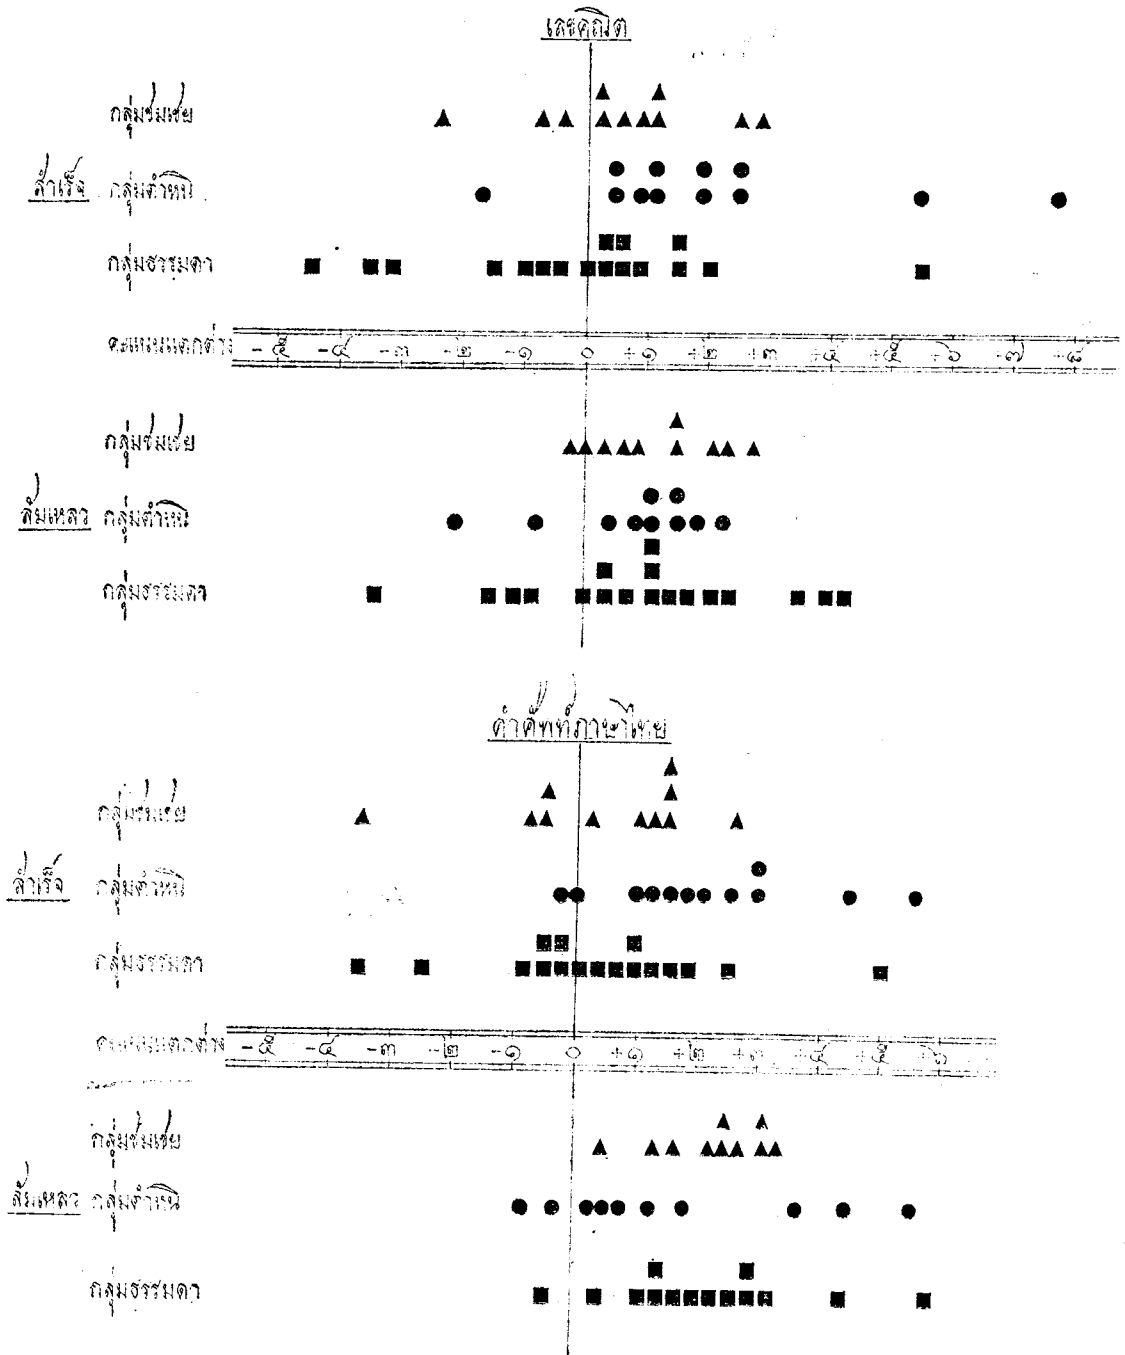 เลขคณิต
กลุ่มชมเชย
สำเร็จ กลุ่มตำหนิ
กลุ่มธรรมดา
คะแนนแตกต่าง -๕ -๔ -๓ -๒ -๑ 0 +๑ +๒ +๓ +๔ +๕ +๖ +๗ +๘
กลุ่มชมเชย
ล้มเหลว กลุ่มตำหนิ
กลุ่มธรรมดา
คำศัพท์ภาษาไทย
กลุ่มชมเชย
สำเร็จ กลุ่มตำหนิ
กลุ่มธรรมดา
คะแนนแตกต่าง -๕ -๔ -๓ -๒ -๑ 0 +๑ +๒ +๓ +๔ +๕ +๖
กลุ่มชมเชย
ล้มเหลว กลุ่มตำหนิ
กลุ่มธรรมดา